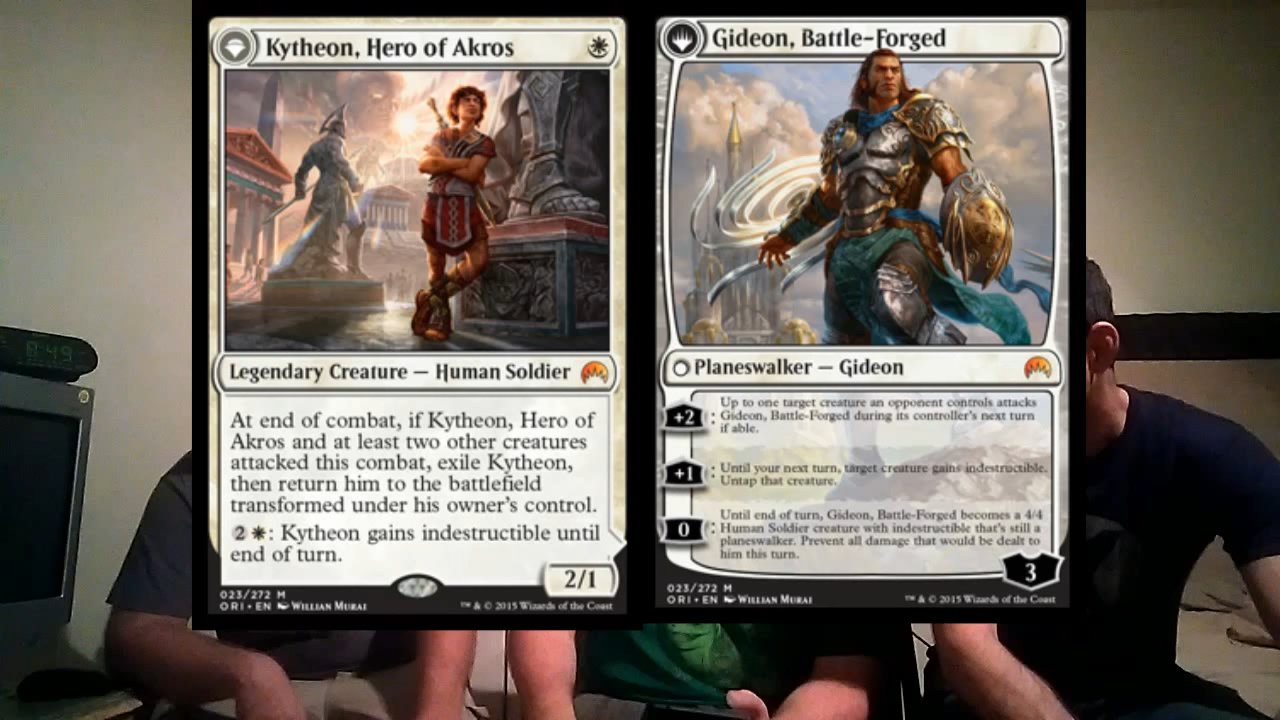 Kytheon, Hero of Akros
Legendary Creature — Human Soldier
At end of combat, if Kytheon, Hero of
Akros and at least two other creatures
attacked this combat, exile Kytheon,
then return him to the battlefield
transformed under his owner's control.
2: Kytheon gains indestructible until
end of turn.
2/1
023/272 M
ORI • EN Willian Murai
™ & © 2015 Wizards of the Coast
Gideon, Battle-Forged
Planeswalker — Gideon
+2: Up to one target creature an opponent controls attacks
Gideon, Battle-Forged during its controller's next turn
if able.
+1: Until your next turn, target creature gains indestructible.
Untap that creature.
0: Until end of turn, Gideon, Battle-Forged becomes a 4/4
Human Soldier creature with indestructible that's still a
planeswalker. Prevent all damage that would be dealt to
him this turn.
3
023/272 M
ORI • EN Willian Murai
™ & © 2015 Wizards of the Coast